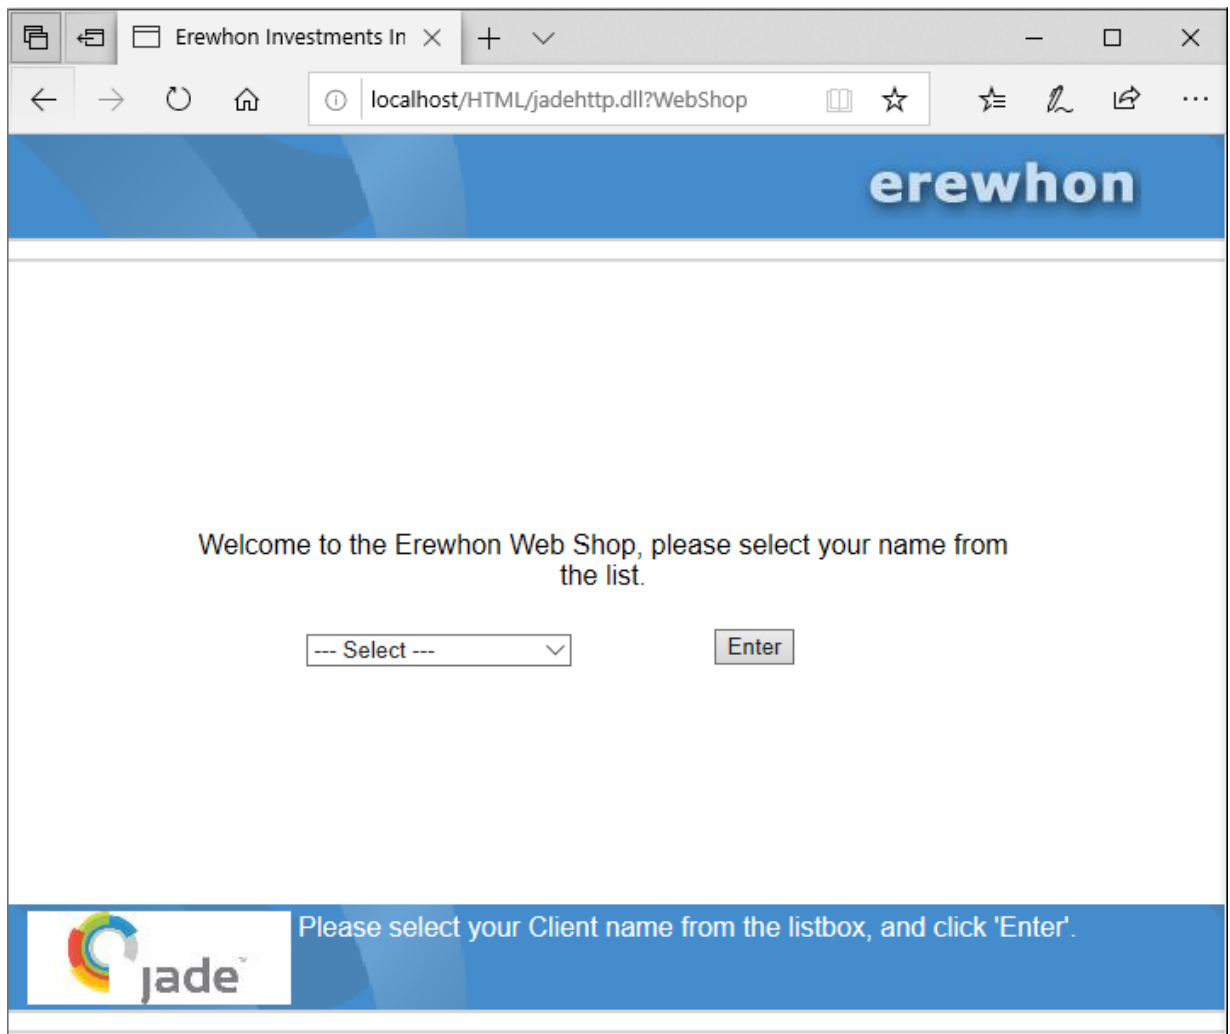 Erewhon Investments In
localhost/HTML/jadehttp.dll?WebShop
erewhon
Welcome to the Erewhon Web Shop, please select your name from
the list.
--- Select ---
Enter
Please select your Client name from the listbox, and click 'Enter'.
jade